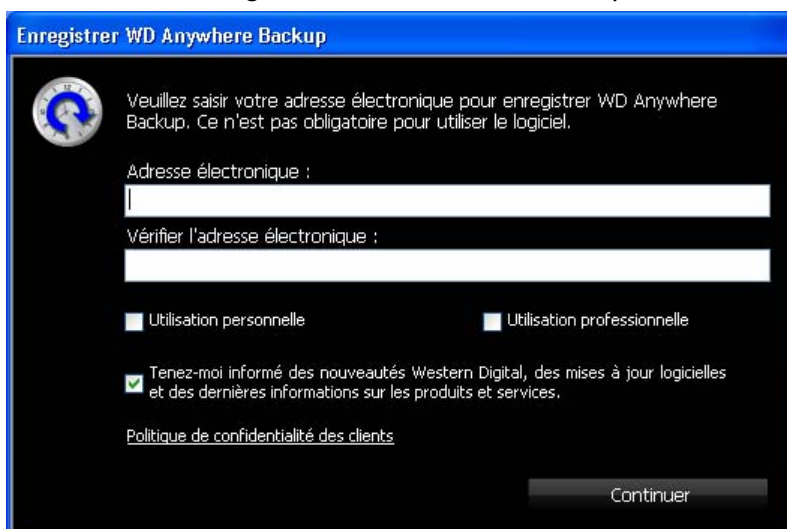 Enregistrer WD Anywhere Backup
Veuillez saisir votre adresse électronique pour enregistrer WD Anywhere
Backup. Ce n'est pas obligatoire pour utiliser le logiciel.
Adresse électronique :
Vérifier l'adresse électronique :
Utilisation personnelle
Utilisation professionnelle
Tenez-moi informé des nouveautés Western Digital, des mises à jour logicielles
et des dernières informations sur les produits et services.
Politique de confidentialité des clients
Continuer